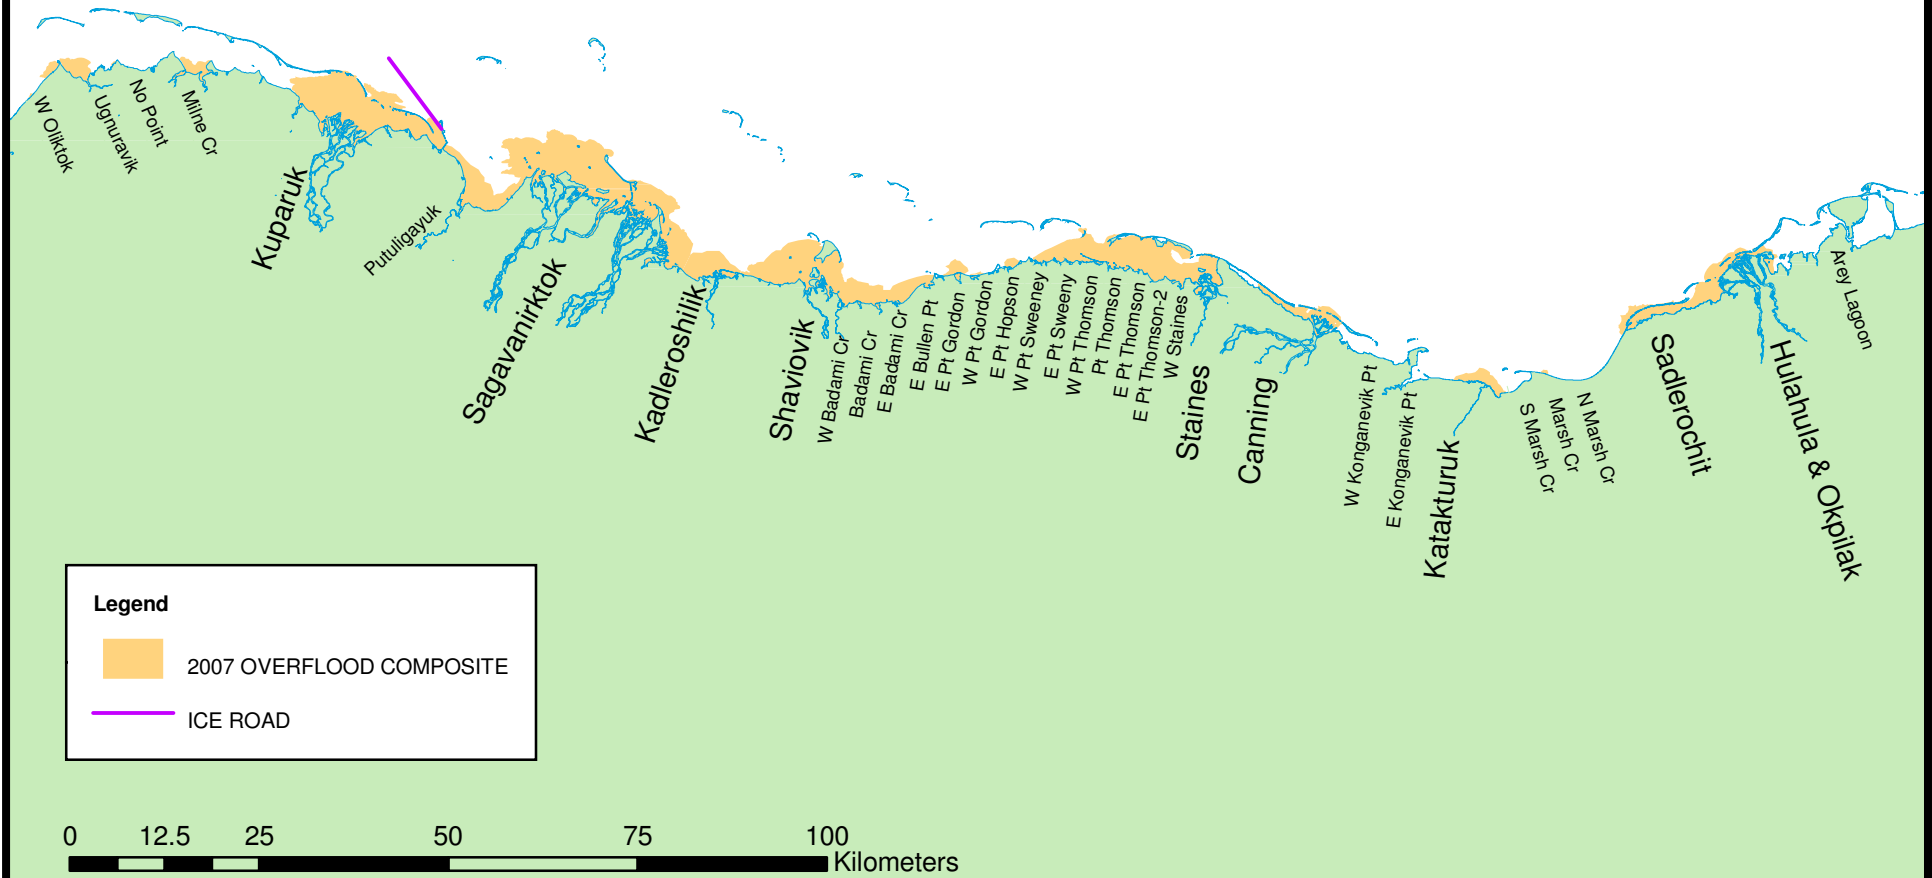 W Oliktok
Ugnuravik
No Point
Milne Cr
Kuparuk
Putuligayuk
Sagavanirktok
Kadleroshilik
Shaviovik
W Badami Cr
Badami Cr
E Badami Cr
E Bullen Pt
E Pt Gordon
W Pt Gordon
E Pt Hopson
W Pt Sweeney
E Pt Sweeny
W Pt Thomson
Pt Thomson
E Pt Thomson
E Pt Thomson-2
W Staines
Staines
Canning
W Konganevik Pt
E Konganevik Pt
Katakturuk
S Marsh Cr
Marsh Cr
N Marsh Cr
Sadlerochit
Hulahula & Okpilak
Arey Lagoon
Legend
2007 OVERFLOOD COMPOSITE
ICE ROAD
0 12.5 25 50 75 100
Kilometers